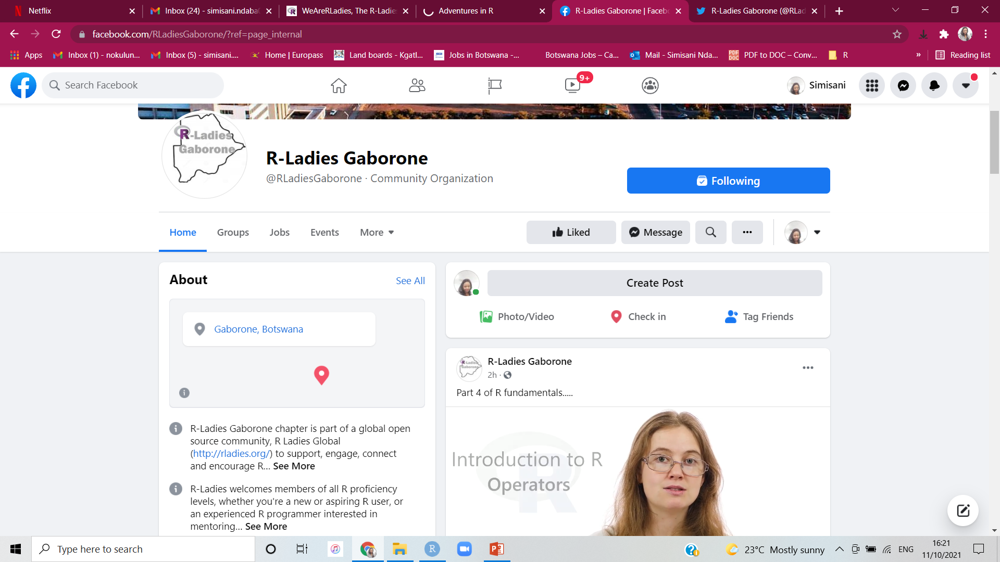 Netflix
Inbox (24) - simisani.ndaba
WeAreRLadies, The R-Ladie
Adventures in R
R-Ladies Gaborone | Facebo
R-Ladies Gaborone (@RLad
facebook.com/RLadiesGaborone/?ref=page_internal
Apps
Inbox (1) - nokulun...
Inbox (5) - simisani....
Home | Europass
Land boards - Kgatl...
Jobs in Botswana -...
Botswana Jobs – Ca...
Mail - Simisani Nda...
PDF to DOC – Conv...
R
»
Reading list
Search Facebook
9+
Simisani
R-Ladies
Gaborone
R-Ladies Gaborone
@RLadiesGaborone · Community Organization
Following
Home
Groups
Jobs
Events
More
Liked
Message
About
See All
Gaborone, Botswana
R-Ladies Gaborone chapter is part of a global open
source community, R Ladies Global
(http://rladies.org/) to support, engage, connect
and encourage R... See More
R-Ladies welcomes members of all R proficiency
levels, whether you're a new or aspiring R user, or
an experienced R programmer interested in
mentoring... See More
Create Post
Photo/Video
Check in
Tag Friends
R-Ladies
Gaborone
R-Ladies Gaborone
2h ·
Part 4 of R fundamentals.....
Introduction to R
Operators
Type here to search
23°C Mostly sunny
ENG
16:21
11/10/2021